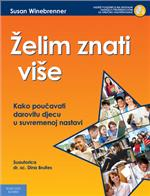 Susan Winebrenner
Želim znati
više
Kako poučavati
darovitu djecu
u suvremenoj nastavi
Suautorica
dr. sc. Dina Brulles